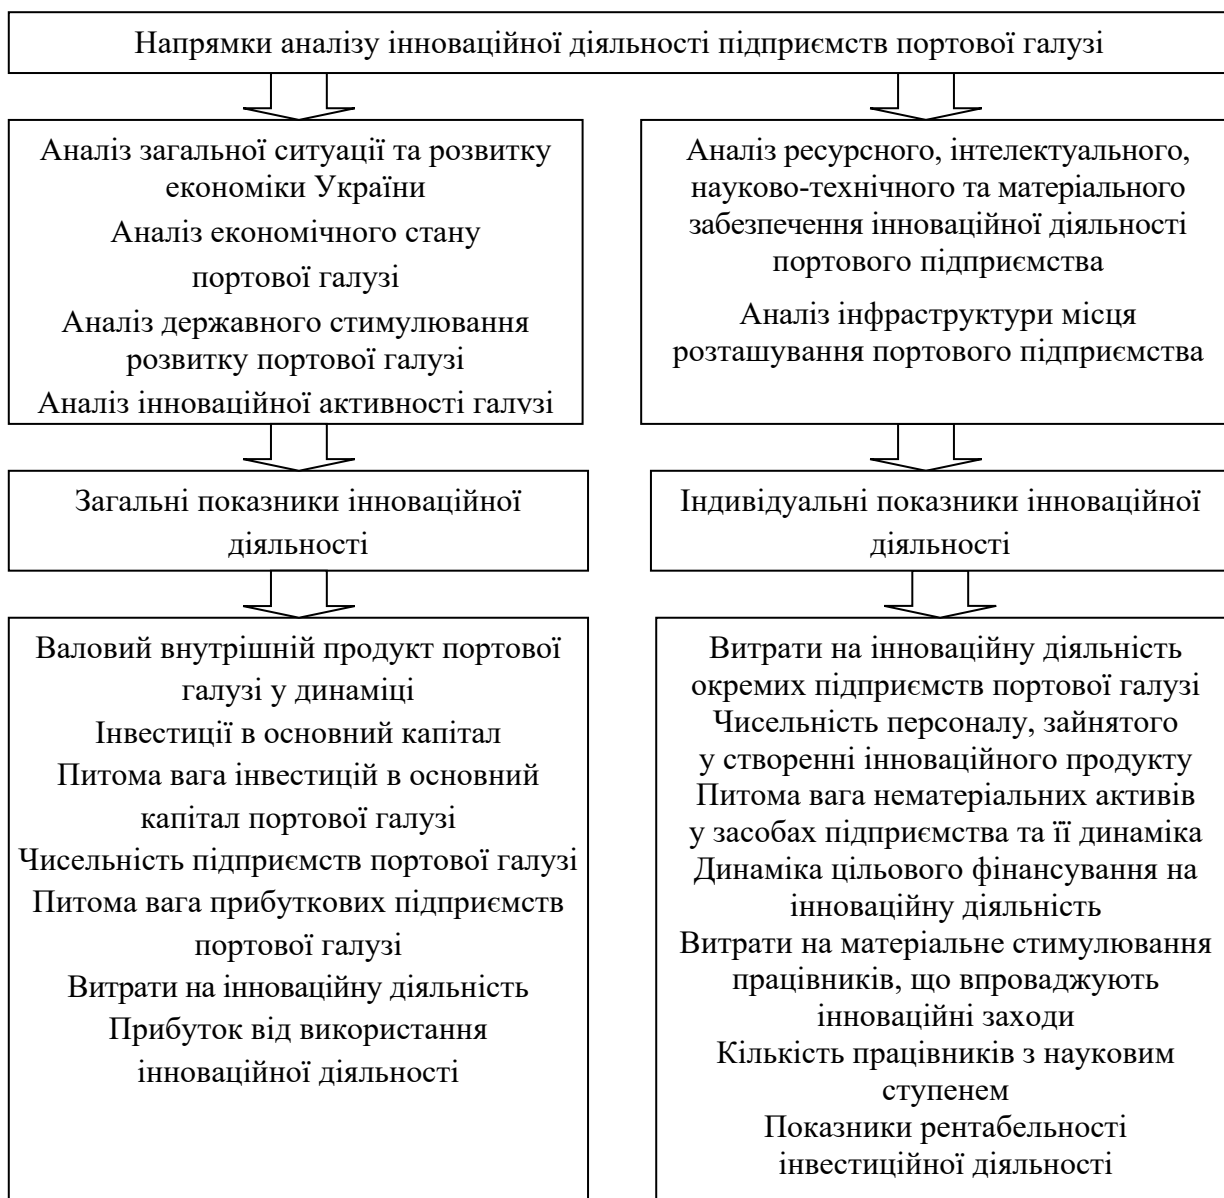 Напрямки аналізу інноваційної діяльності підприємств портової галузі
Аналіз загальної ситуації та розвитку
економіки України
Аналіз економічного стану
портової галузі
Аналіз державного стимулювання
розвитку портової галузі
Аналіз інноваційної активності галузі
Аналіз ресурсного, інтелектуального,
науково-технічного та матеріального
забезпечення інноваційної діяльності
портового підприємства
Аналіз інфраструктури місця
розташування портового підприємства
Загальні показники інноваційної
діяльності
Індивідуальні показники інноваційної
діяльності
Валовий внутрішній продукт портової
галузі у динаміці
Інвестиції в основний капітал
Питома вага інвестицій в основний
капітал портової галузі
Чисельність підприємств портової галузі
Питома вага прибуткових підприємств
портової галузі
Витрати на інноваційну діяльність
Прибуток від використання
інноваційної діяльності
Витрати на інноваційну діяльність
окремих підприємств портової галузі
Чисельність персоналу, зайнятого
у створенні інноваційного продукту
Питома вага нематеріальних активів
у засобах підприємства та її динаміка
Динаміка цільового фінансування на
інноваційну діяльність
Витрати на матеріальне стимулювання
працівників, що впроваджують
інноваційні заходи
Кількість працівників з науковим
ступенем
Показники рентабельності
інвестиційної діяльності